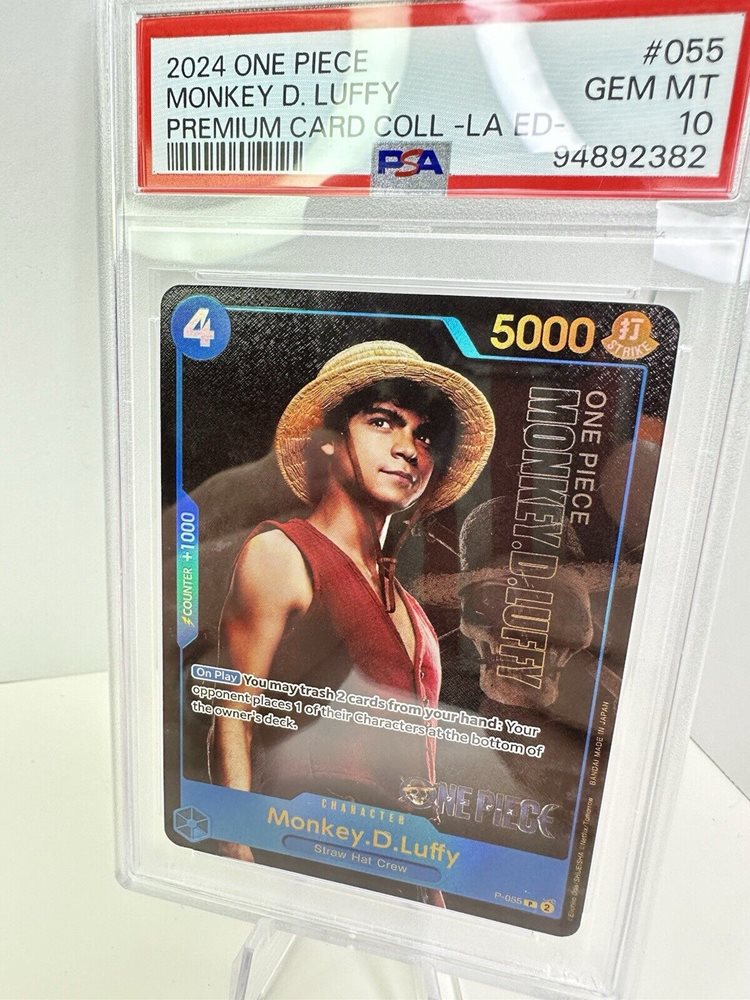 2024 ONE PIECE
#055
MONKEY D. LUFFY
GEM MT
PREMIUM CARD COLL -LA ED-
10
PSA
94892382
4
5000
打
STRIKE
ONE PIECE
MONKEY.D.LUFFY
COUNTER +1000
On Play You may trash 2 cards from your hand: Your
opponent places 1 of their Characters at the bottom of
the owner's deck.
BANDAI MADE IN JAPAN
ONE PIECE
CHARACTER
Monkey.D.Luffy
Straw Hat Crew
P-055 P 2